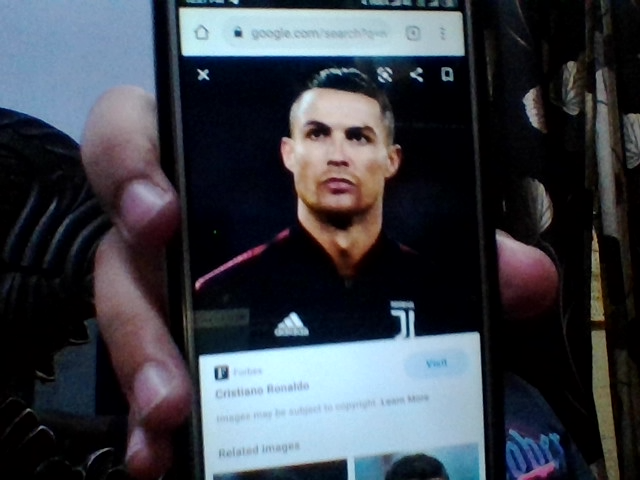 google.com/search?q=
Forbes
Visit
Cristiano Ronaldo
Images may be subject to copyright. Learn More
Related images